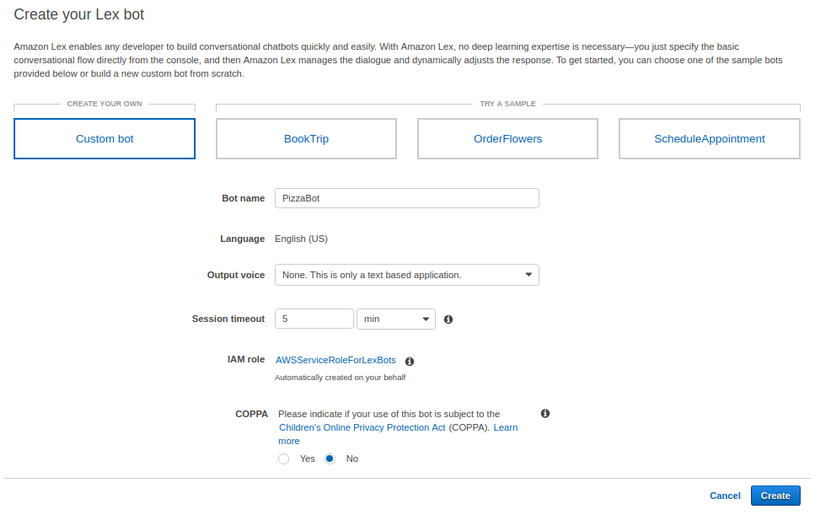 Create your Lex bot
Amazon Lex enables any developer to build conversational chatbots quickly and easily. With Amazon Lex, no deep learning expertise is necessary—you just specify the basic
conversational flow directly from the console, and then Amazon Lex manages the dialogue and dynamically adjusts the response. To get started, you can choose one of the sample bots
provided below or build a new custom bot from scratch.
CREATE YOUR OWN
TRY A SAMPLE
Custom bot
BookTrip
OrderFlowers
ScheduleAppointment
Bot name PizzaBot
Language English (US)
Output voice None. This is only a text based application.
Session timeout 5 min
IAM role AWSServiceRoleForLexBots
Automatically created on your behalf
COPPA Please indicate if your use of this bot is subject to the
Children's Online Privacy Protection Act (COPPA). Learn
more
Yes No
Cancel Create